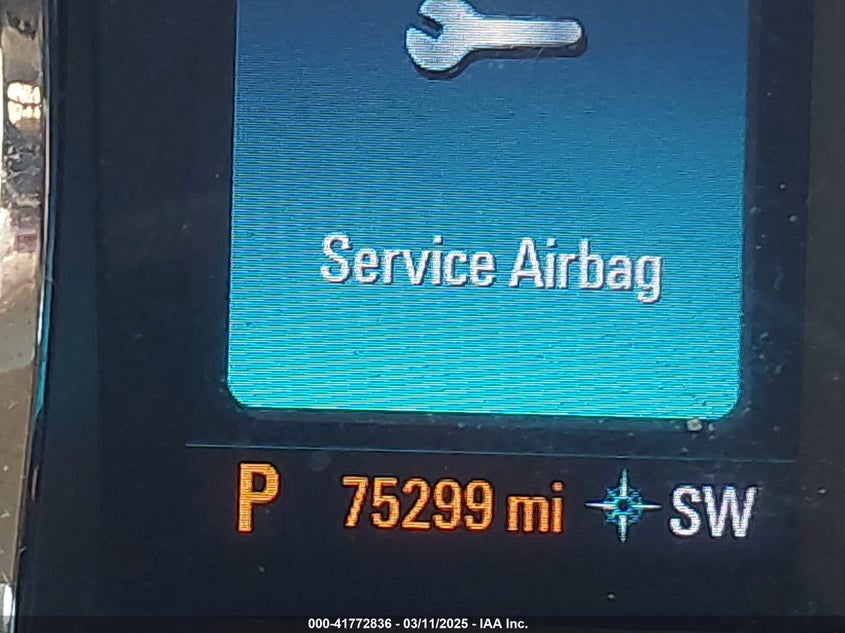 Service Airbag
P 75299 mi SW
000-41772836 - 03/11/2025 - IAA Inc.